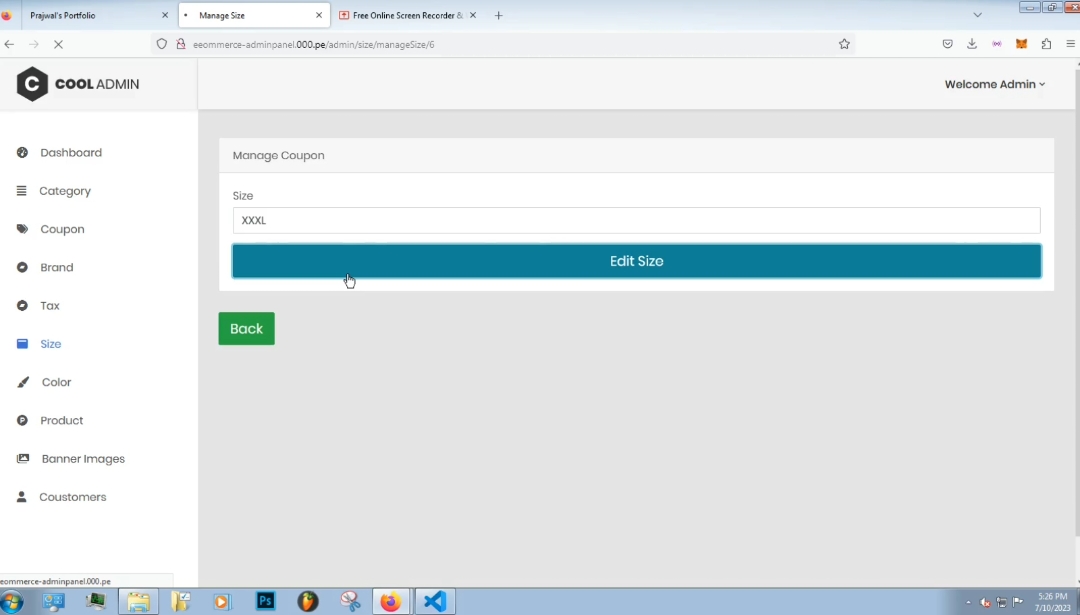 Prajwal's Portfolio
Manage Size
Free Online Screen Recorder &
eeommerce-adminpanel.000.pe/admin/size/manageSize/6
C COOL ADMIN
Welcome Admin
Dashboard
Category
Coupon
Brand
Tax
Size
Color
Product
Banner Images
Coustomers
Manage Coupon
Size
XXXL
Edit Size
Back
eommerce-adminpanel.000.pe
Ps
5:26 PM
7/10/2023